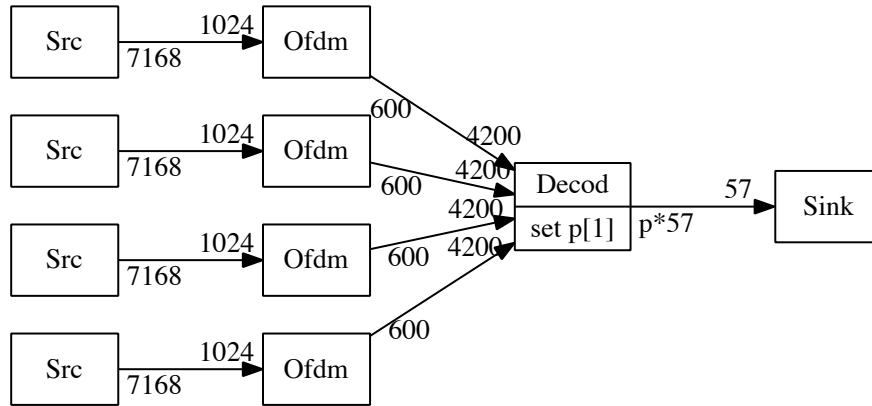 Src
7168
1024
Ofdm
600
4200
Src
7168
1024
Ofdm
600
4200
Src
7168
1024
Ofdm
600
4200
Src
7168
1024
Ofdm
600
4200
Decod
set p[1]
p*57
57
Sink